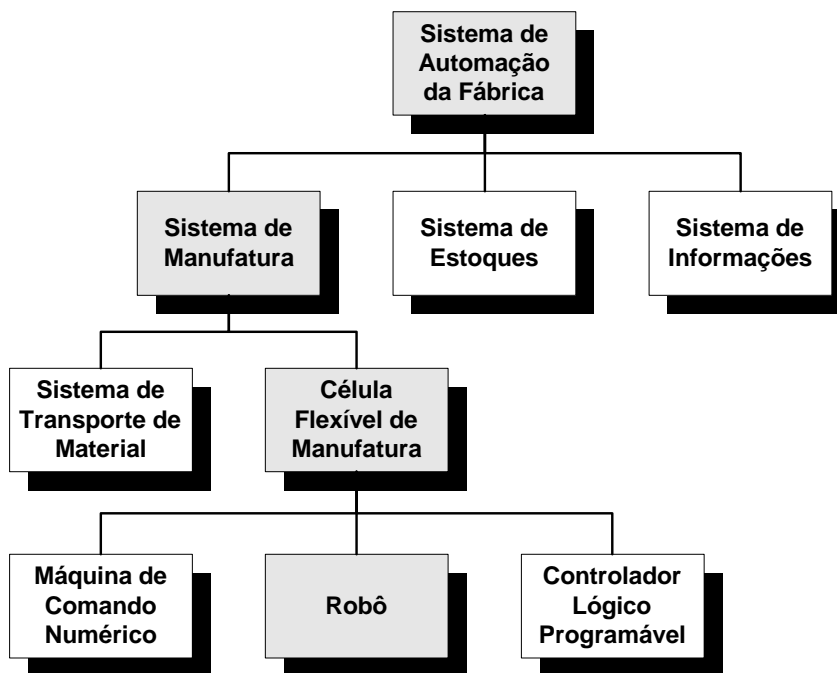 Sistema de
Automação
da Fábrica
Sistema de
Manufatura
Sistema de
Estoques
Sistema de
Informações
Sistema de
Transporte de
Material
Célula
Flexível de
Manufatura
Máquina de
Comando
Numérico
Robô
Controlador
Lógico
Programável